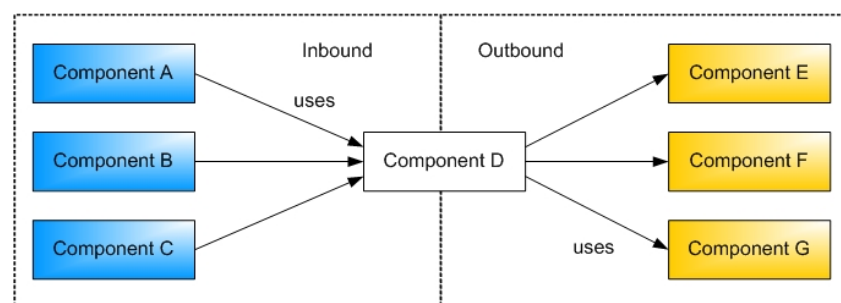 Inbound
Outbound
Component A
Component E
uses
Component B
Component D
Component F
Component C
uses
Component G